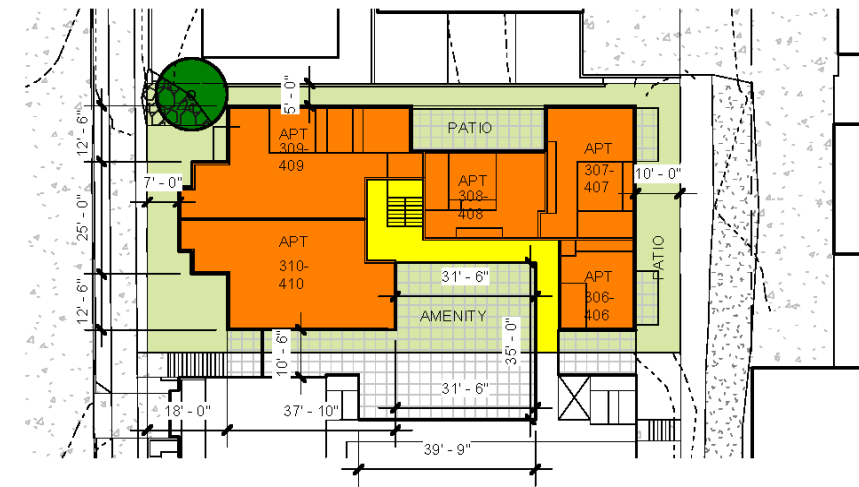 5' - 0"
12' - 6"
APT
309-
409
PATIO
APT
307-
407
10' - 0"
7' - 0"
APT
308-
408
25' - 0"
APT
310-
410
PATIO
31' - 6"
APT
306-
406
12' - 6"
AMENITY
10' - 6"
35' - 0"
31' - 6"
18' - 0"
37' - 10"
39' - 9"